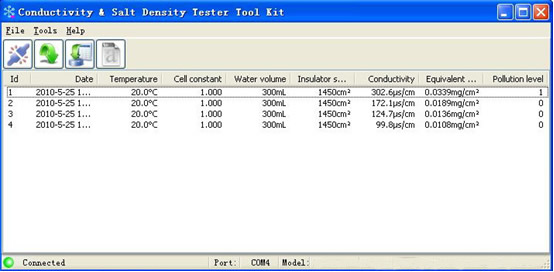 Conductivity & Salt Density Tester Tool Kit
File Tools Help
Id Date Temperature Cell constant Water volume Insulator s... Conductivity Equivalent ... Pollution level
1 2010-5-25 1... 20.0°C 1.000 300mL 1450cm² 302.6μs/cm 0.0339mg/cm² 1
2 2010-5-25 1... 20.0°C 1.000 300mL 1450cm² 172.1μs/cm 0.0189mg/cm² 0
3 2010-5-25 1... 20.0°C 1.000 300mL 1450cm² 124.7μs/cm 0.0136mg/cm² 0
4 2010-5-25 1... 20.0°C 1.000 300mL 1450cm² 99.8μs/cm 0.0108mg/cm² 0
Connected Port: COM4 Model: